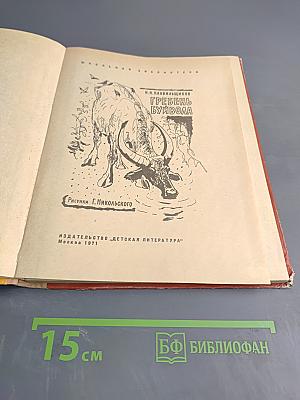 ШКОЛЬНАЯ БИБЛИОТЕКА
Н.Н.ПЛАВИЛЬЩИКОВ
ГРЕБЕНЬ
БУЙВОЛА
Рисунки Г. Никольского
ИЗДАТЕЛЬСТВО „ДЕТСКАЯ ЛИТЕРАТУРА"
Москва 1971
15 см
БФ БИБЛИОФАН